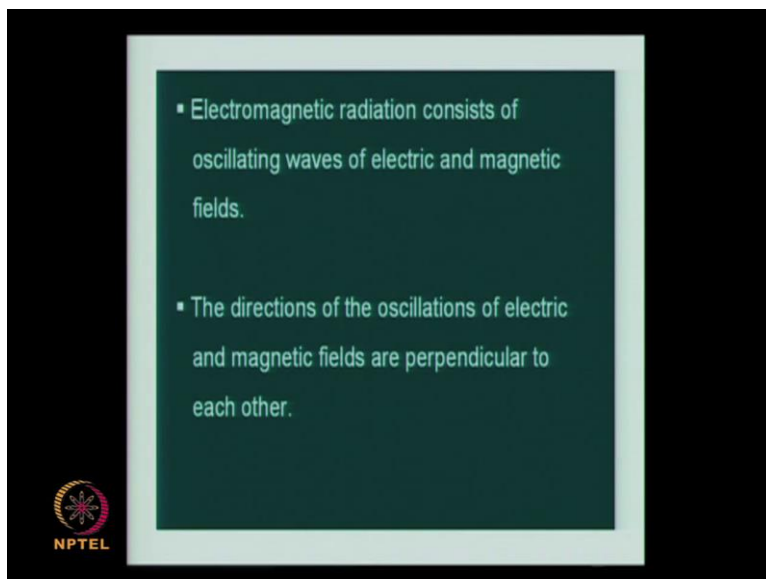 ▪ Electromagnetic radiation consists of
oscillating waves of electric and magnetic
fields.
▪ The directions of the oscillations of electric
and magnetic fields are perpendicular to
each other.
NPTEL